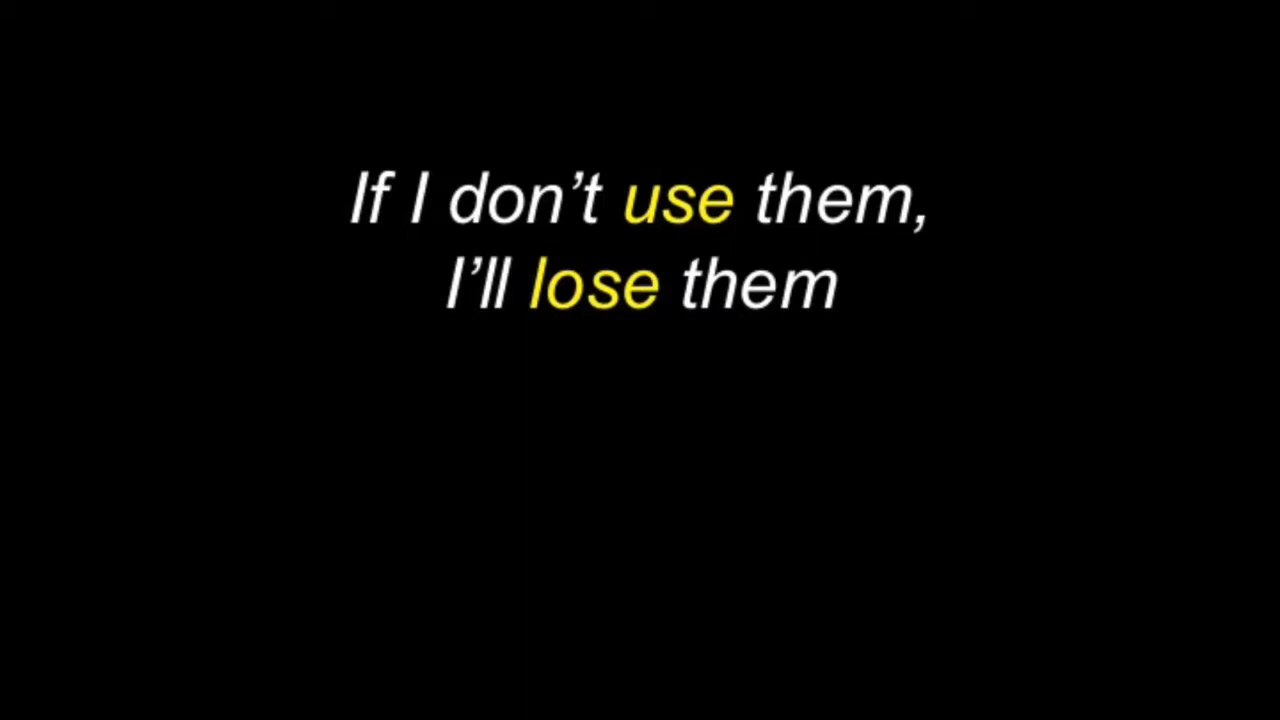 If I don’t use them,
I’ll lose them